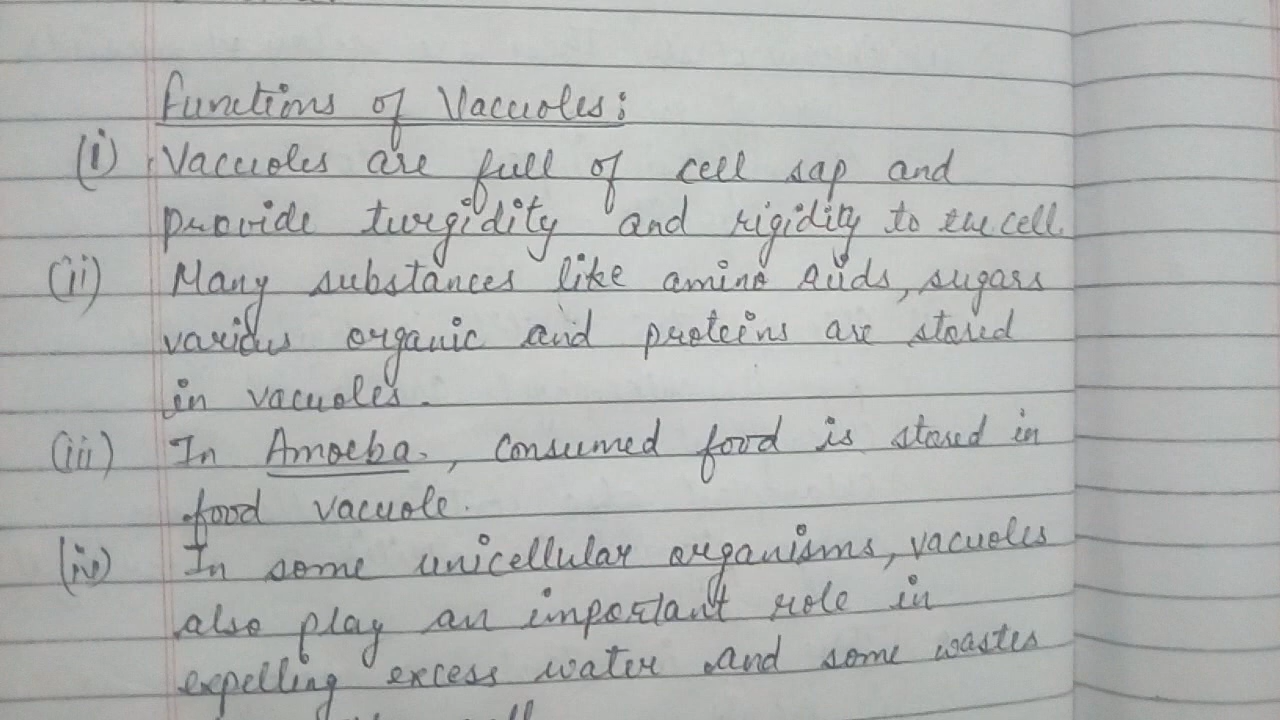 Functions of Vacuoles:
(i) Vacuoles are full of cell sap and
provide turgidity and rigidity to the cell.
(ii) Many substances like amino acids, sugars
various organic and proteins are stored
in vacuoles.
(iii) In Amoeba, consumed food is stored in
food vacuole.
(iv) In some unicellular organisms, vacuoles
also play an important role in
expelling excess water and some wastes